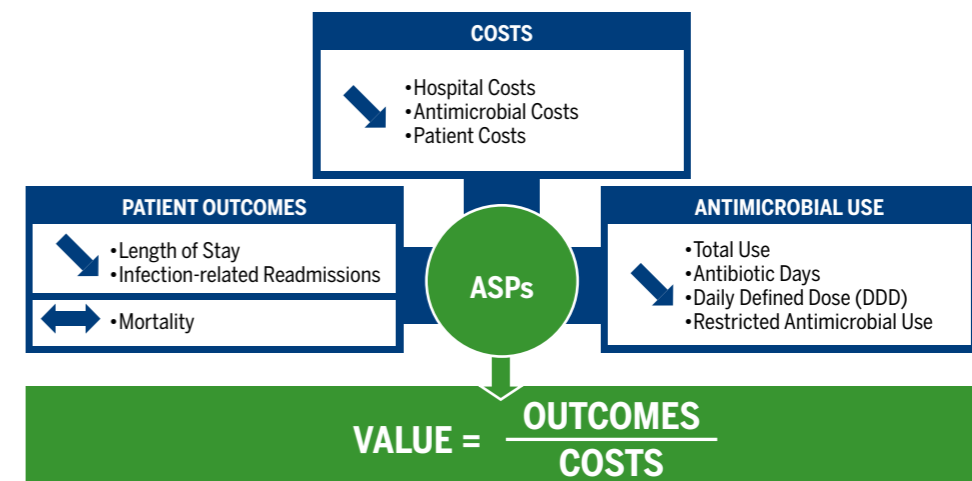 COSTS
•Hospital Costs
•Antimicrobial Costs
•Patient Costs
PATIENT OUTCOMES
•Length of Stay
•Infection-related Readmissions
•Mortality
ASPs
ANTIMICROBIAL USE
•Total Use
•Antibiotic Days
•Daily Defined Dose (DDD)
•Restricted Antimicrobial Use
VALUE = OUTCOMES
COSTS